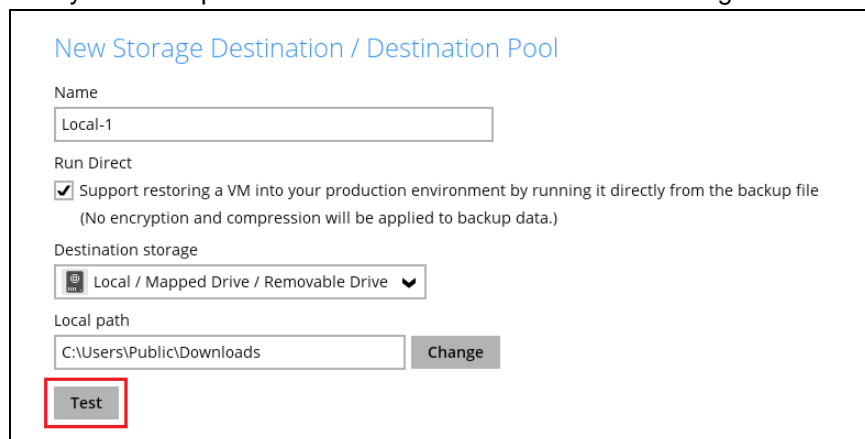 New Storage Destination / Destination Pool
Name
Local-1
Run Direct
Support restoring a VM into your production environment by running it directly from the backup file
(No encryption and compression will be applied to backup data.)
Destination storage
Local / Mapped Drive / Removable Drive
Local path
C:\Users\Public\Downloads Change
Test